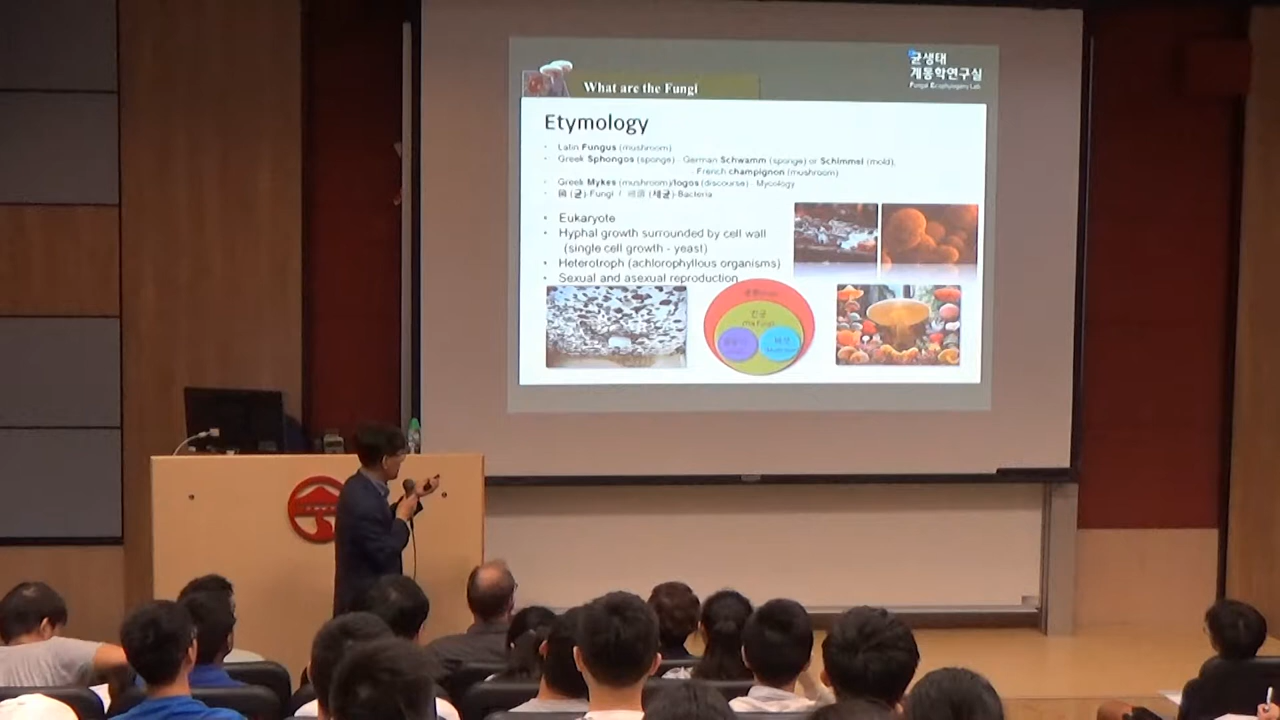 What are the Fungi
균생태
계통학연구실
Fungal Ecophylogeny Lab
Etymology
· Latin Fungus (mushroom)
· Greek Sphongos (sponge) - German Schwamm (sponge) or Schimmel (mold),
- French champignon (mushroom)
· Greek Mykes (mushroom)/logos (discourse) - Mycology
· 菌 (균)-Fungi / 細菌 (세균)-Bacteria
· Eukaryote
· Hyphal growth surrounded by cell wall
(single cell growth - yeast)
· Heterotroph (achlorophyllous organisms)
· Sexual and asexual reproduction
진균